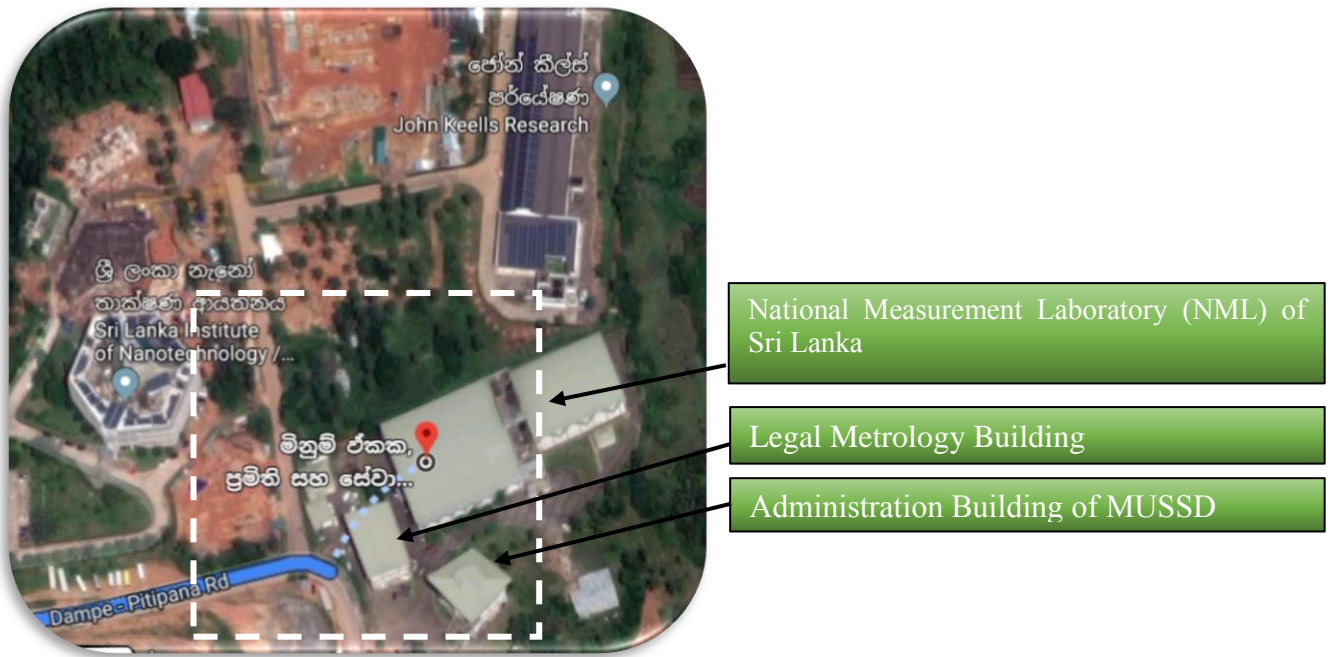 ජෝන් කීල්ස්
පර්යේෂණ
John Keells Research
ශ්‍රී ලංකා නැනෝ
තාක්ෂණ ආයතනය
Sri Lanka Institute
of Nanotechnology /...
මිනුම් ඒකක,
ප්‍රමිති සහ සේවා...
Dampe - Pitipana Rd
National Measurement Laboratory (NML) of
Sri Lanka
Legal Metrology Building
Administration Building of MUSSD